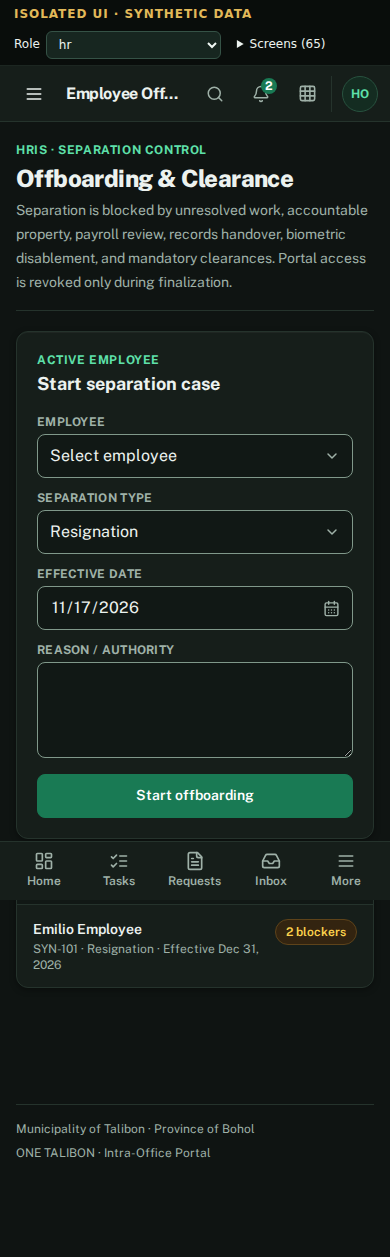 ISOLATED UI · SYNTHETIC DATA
Role hr ▶ Screens (65)
Employee Off... 2 HO
HRIS · SEPARATION CONTROL
Offboarding & Clearance
Separation is blocked by unresolved work, accountable
property, payroll review, records handover, biometric
disablement, and mandatory clearances. Portal access
is revoked only during finalization.
ACTIVE EMPLOYEE
Start separation case
EMPLOYEE
Select employee
SEPARATION TYPE
Resignation
EFFECTIVE DATE
11/17/2026
REASON / AUTHORITY
Start offboarding
Home Tasks Requests Inbox More
Emilio Employee
2 blockers
SYN-101 · Resignation · Effective Dec 31,
2026
Municipality of Talibon · Province of Bohol
ONE TALIBON · Intra-Office Portal